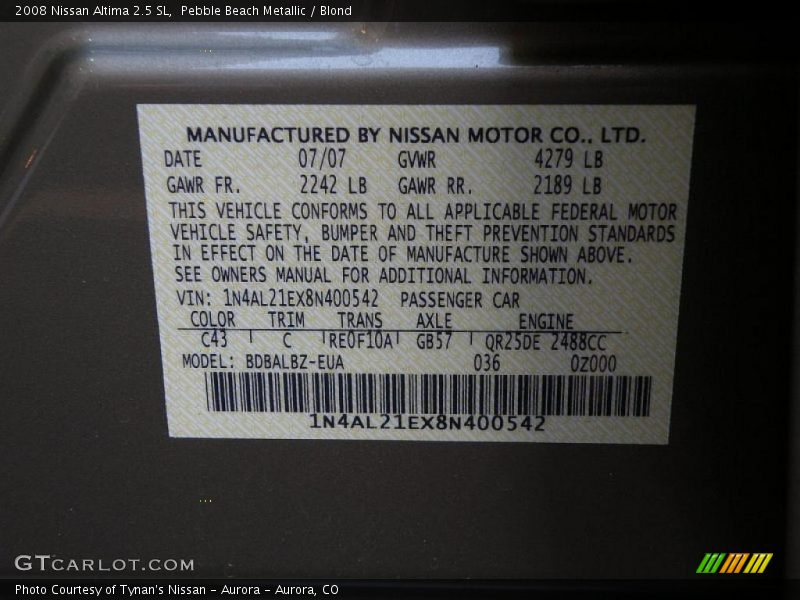 2008 Nissan Altima 2.5 SL,  Pebble Beach Metallic / Blond
MANUFACTURED BY NISSAN MOTOR CO., LTD.
DATE 07/07 GVWR 4279 LB
GAWR FR. 2242 LB GAWR RR. 2189 LB
THIS VEHICLE CONFORMS TO ALL APPLICABLE FEDERAL MOTOR
VEHICLE SAFETY, BUMPER AND THEFT PREVENTION STANDARDS
IN EFFECT ON THE DATE OF MANUFACTURE SHOWN ABOVE.
SEE OWNERS MANUAL FOR ADDITIONAL INFORMATION.
VIN: 1N4AL21EX8N400542 PASSENGER CAR
COLOR TRIM TRANS AXLE ENGINE
C43 C RE0F10A GB57 QR25DE 2488CC
MODEL: BDBALBZ-EUA 036 0Z000
1N4AL21EX8N400542
GTCARLOT.COM
Photo Courtesy of Tynan's Nissan – Aurora – Aurora, CO